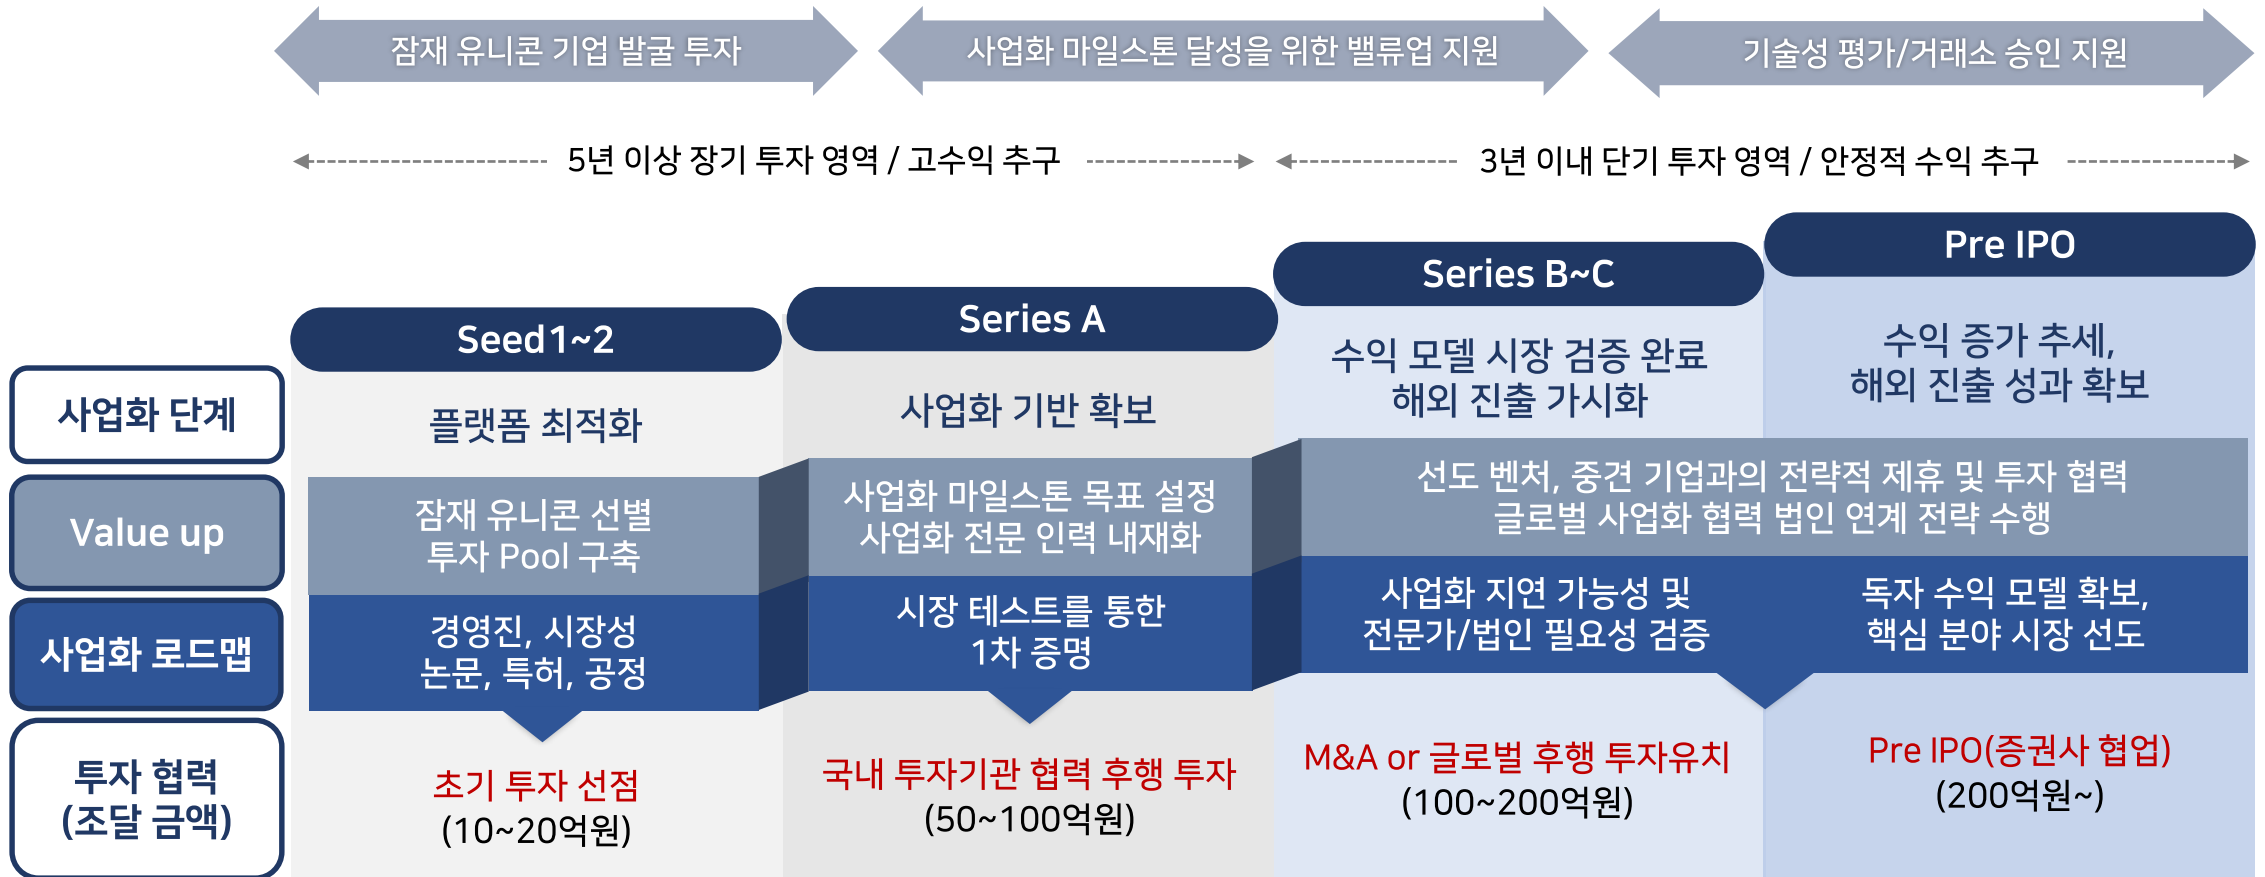 잠재 유니콘 기업 발굴 투자
사업화 마일스톤 달성을 위한 밸류업 지원
기술성 평가/거래소 승인 지원
5년 이상 장기 투자 영역 / 고수익 추구
3년 이내 단기 투자 영역 / 안정적 수익 추구
Seed1~2
Series A
Series B~C
Pre IPO
사업화 단계
플랫폼 최적화
사업화 기반 확보
수익 모델 시장 검증 완료
해외 진출 가시화
수익 증가 추세,
해외 진출 성과 확보
Value up
잠재 유니콘 선별
투자 Pool 구축
사업화 마일스톤 목표 설정
사업화 전문 인력 내재화
선도 벤처, 중견 기업과의 전략적 제휴 및 투자 협력
글로벌 사업화 협력 법인 연계 전략 수행
사업화 로드맵
경영진, 시장성
논문, 특허, 공정
시장 테스트를 통한
1차 증명
사업화 지연 가능성 및
전문가/법인 필요성 검증
독자 수익 모델 확보,
핵심 분야 시장 선도
투자 협력
(조달 금액)
초기 투자 선점
(10~20억원)
국내 투자기관 협력 후행 투자
(50~100억원)
M&A or 글로벌 후행 투자유치
(100~200억원)
Pre IPO(증권사 협업)
(200억원~)